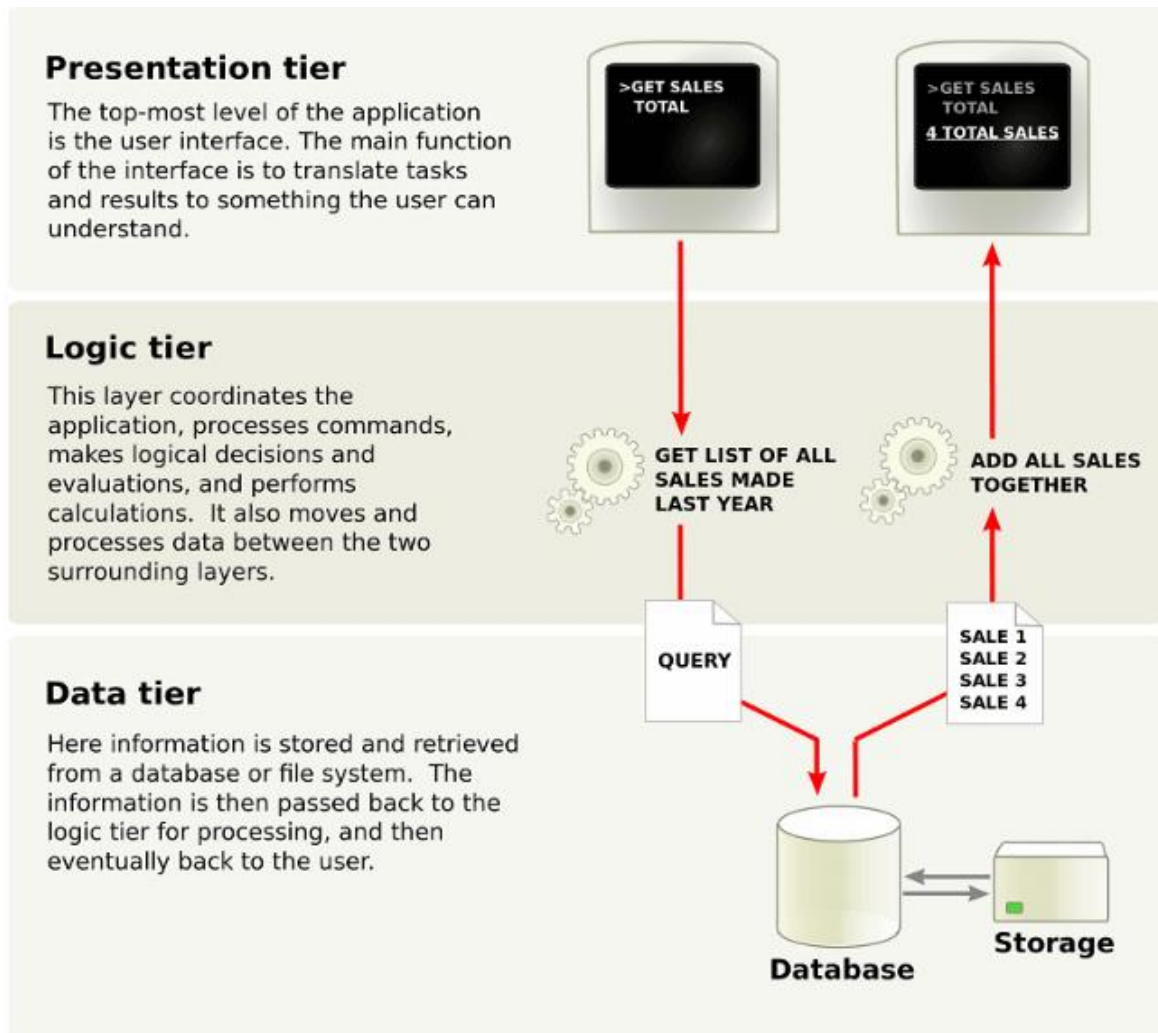 Presentation tier
The top-most level of the application
is the user interface. The main function
of the interface is to translate tasks
and results to something the user can
understand.
>GET SALES
TOTAL
>GET SALES
TOTAL
4 TOTAL SALES
Logic tier
This layer coordinates the
application, processes commands,
makes logical decisions and
evaluations, and performs
calculations.  It also moves and
processes data between the two
surrounding layers.
GET LIST OF ALL
SALES MADE
LAST YEAR
ADD ALL SALES
TOGETHER
QUERY
SALE 1
SALE 2
SALE 3
SALE 4
Data tier
Here information is stored and retrieved
from a database or file system.  The
information is then passed back to the
logic tier for processing, and then
eventually back to the user.
Database
Storage